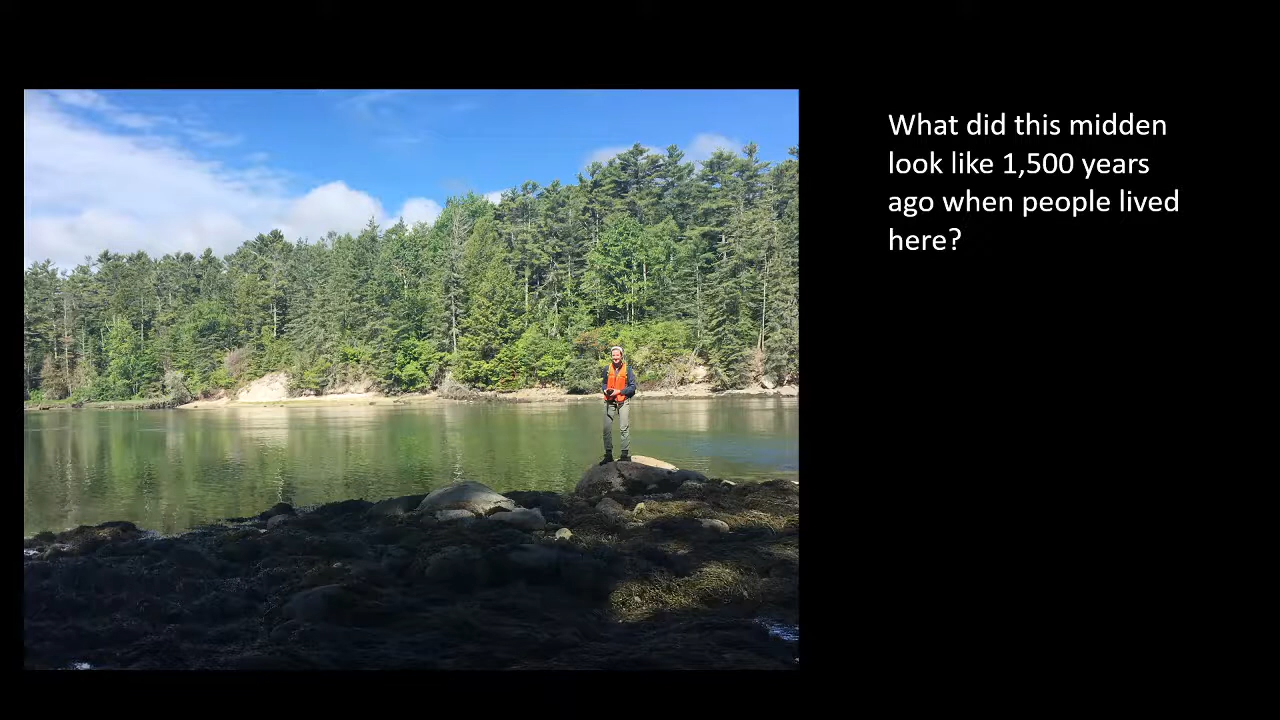 What did this midden
look like 1,500 years
ago when people lived
here?